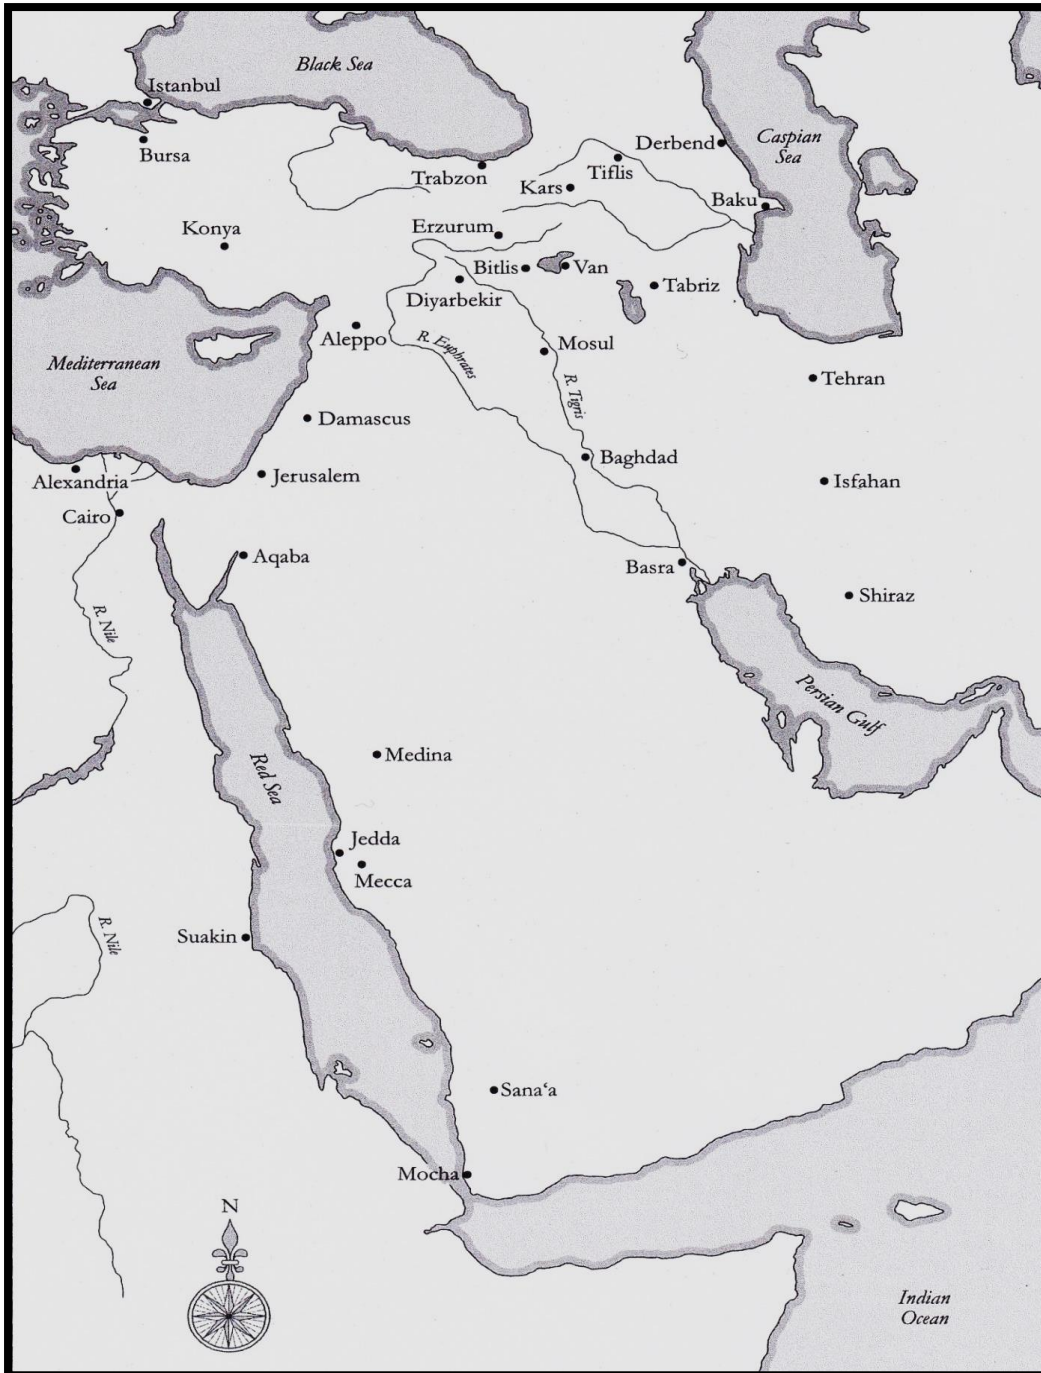 Black Sea
Istanbul
Bursa
Trabzon
Derbend
Tiflis
Kars
Caspian
Sea
Baku
Konya
Erzurum
Bitlis
Van
Diyarbekir
Tabriz
Aleppo
R. Euphrates
Mosul
R. Tigris
Mediterranean
Sea
Tehran
Damascus
Baghdad
Alexandria
Jerusalem
Isfahan
Cairo
Aqaba
Basra
Shiraz
R. Nile
Persian Gulf
Medina
Red Sea
Jedda
Mecca
R. Nile
Suakin
Sana‘a
Mocha
N
Indian
Ocean